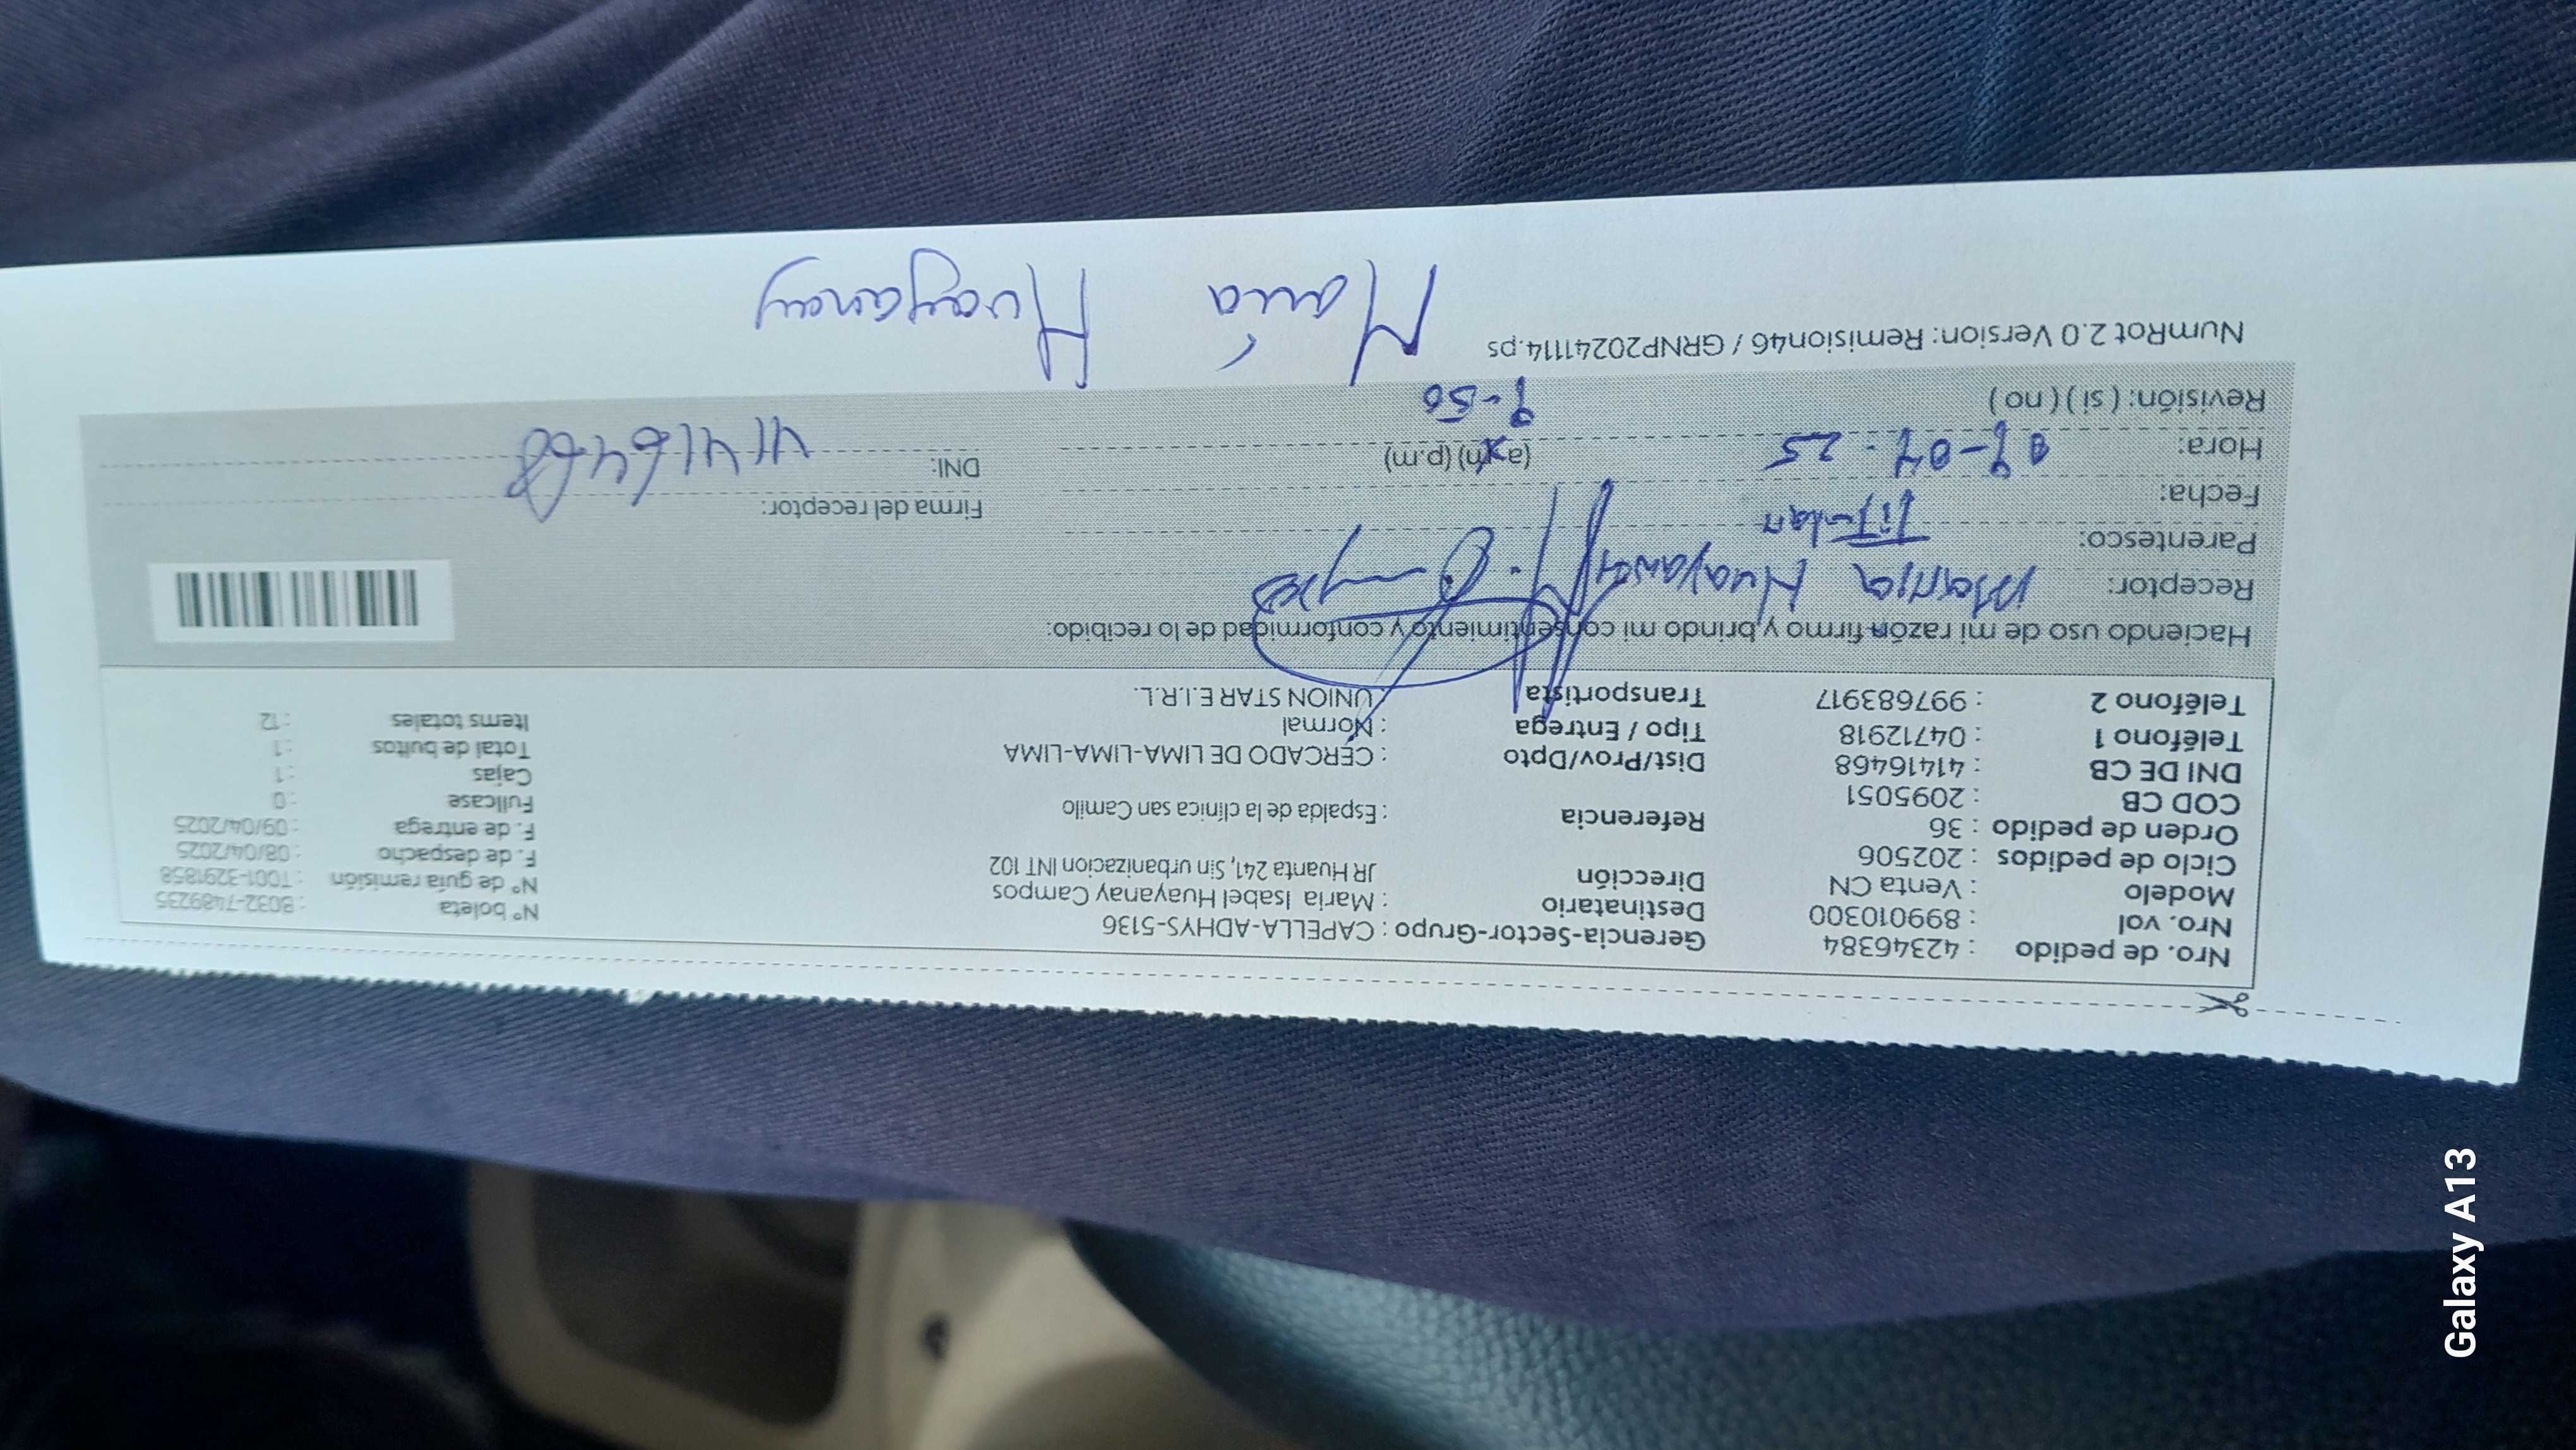 Nro. de pedido : 42346384
Nro. vol : 899010300
Modelo : Venta CN
Ciclo de pedidos : 202506
Orden de pedido : 36
COD CB : 2095051
DNI DE CB : 41416468
Teléfono 1 : 04712918
Teléfono 2 : 997683917
Gerencia-Sector-Grupo : CAPELLA-ADHYS-5136
Destinatario : Maria Isabel Huayanay Campos
Dirección JR Huanta 241, Sin urbanizacion INT 102
Referencia : Espalda de la clínica san Camilo
Dist/Prov/Dpto : CERCADO DE LIMA-LIMA-LIMA
Tipo / Entrega : Normal
Transportista : UNION STAR E.I.R.L.
N° boleta : B032-7489235
N° de guía remisión : T001-3291858
F. de despacho : 08/04/2025
F. de entrega : 09/04/2025
Fullcase : 0
Cajas : 1
Total de bultos : 1
Items totales : 12
Haciendo uso de mi razón firmo y brindo mi consentimiento y conformidad de lo recibido:
Receptor: Maria Huayanay
Parentesco: Titular
Fecha: 09-04-25
Hora: (a.m) (p.m)
9-50
Revisión: ( si ) ( no )
Firma del receptor:
DNI: 41416468
NumRot 2.0 Version: Remision46 / GRNP20241114.ps
María Huayanay
Galaxy A13